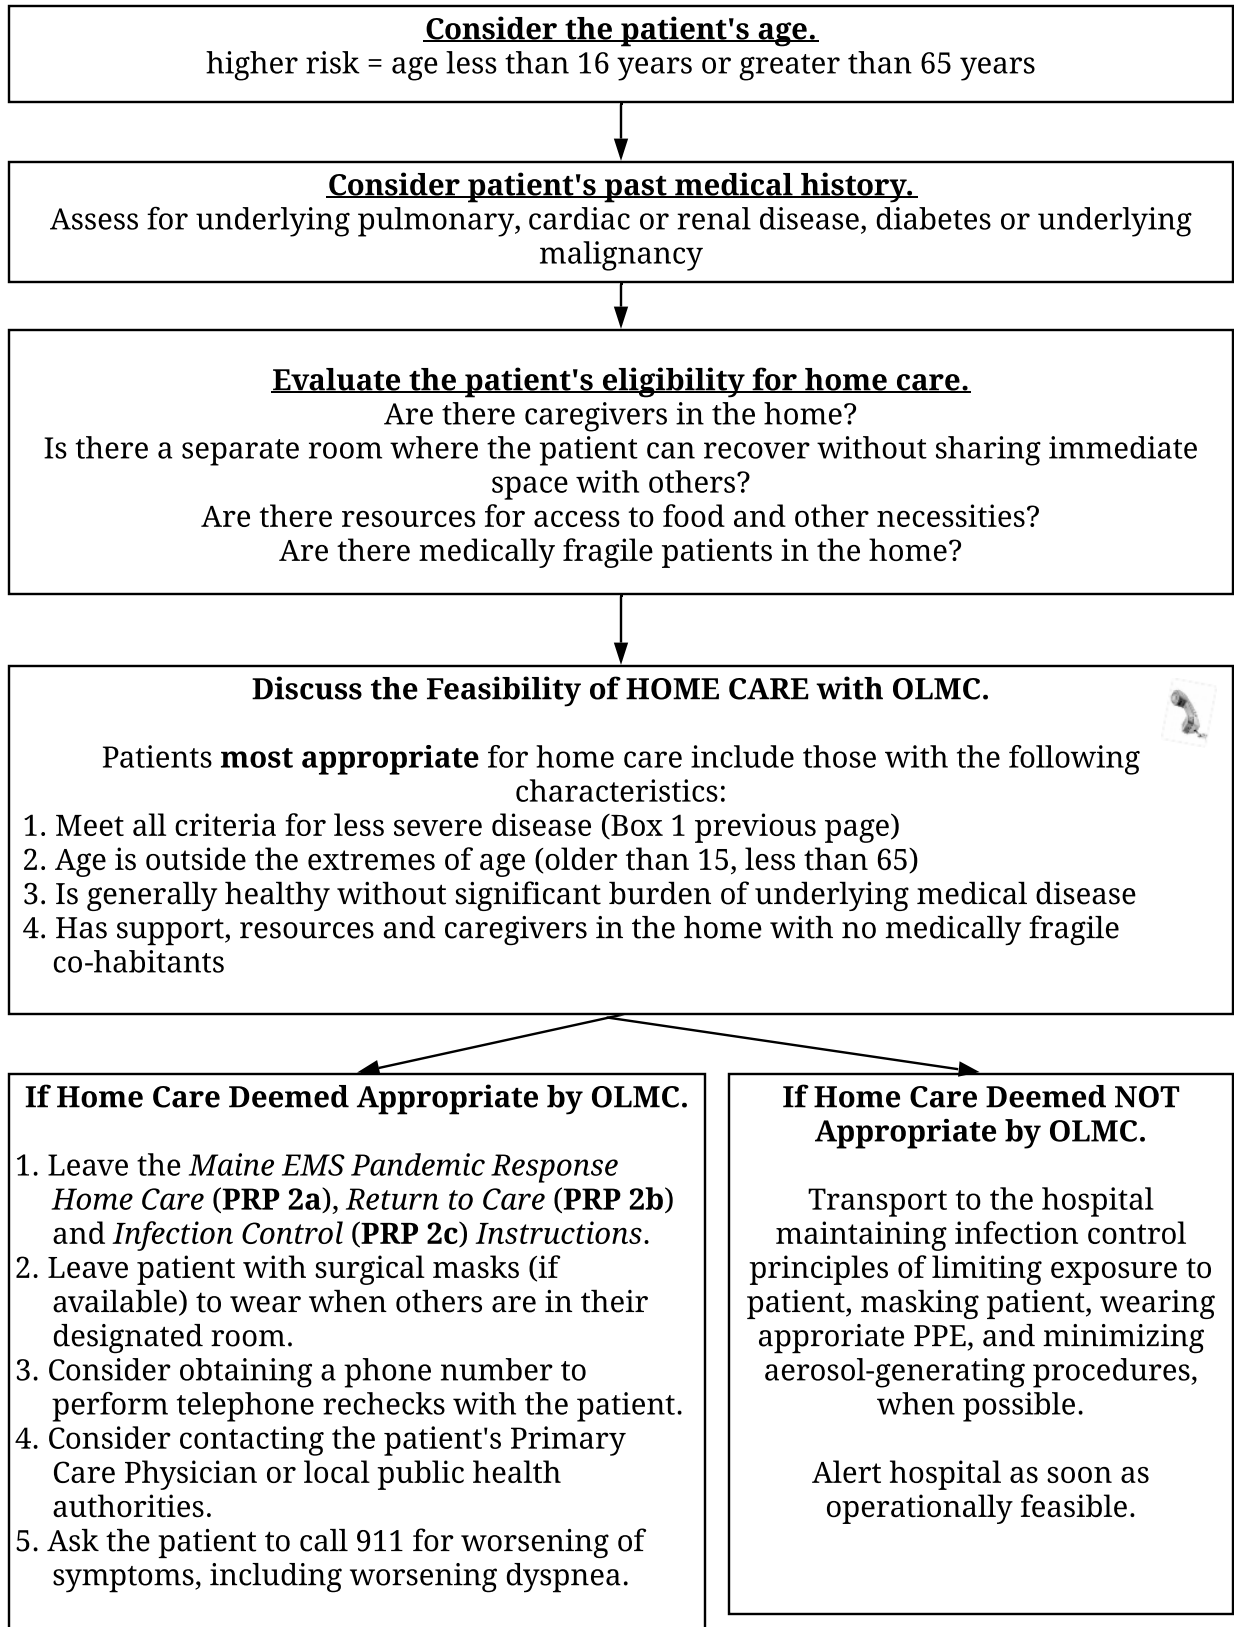 Consider the patient's age.
higher risk = age less than 16 years or greater than 65 years
Consider patient's past medical history.
Assess for underlying pulmonary, cardiac or renal disease, diabetes or underlying
malignancy
Evaluate the patient's eligibility for home care.
Are there caregivers in the home?
Is there a separate room where the patient can recover without sharing immediate
space with others?
Are there resources for access to food and other necessities?
Are there medically fragile patients in the home?
Discuss the Feasibility of HOME CARE with OLMC.
Patients most appropriate for home care include those with the following
characteristics:
1. Meet all criteria for less severe disease (Box 1 previous page)
2. Age is outside the extremes of age (older than 15, less than 65)
3. Is generally healthy without significant burden of underlying medical disease
4. Has support, resources and caregivers in the home with no medically fragile
co-habitants
If Home Care Deemed Appropriate by OLMC.
1. Leave the Maine EMS Pandemic Response
Home Care (PRP 2a), Return to Care (PRP 2b)
and Infection Control (PRP 2c) Instructions.
2. Leave patient with surgical masks (if
available) to wear when others are in their
designated room.
3. Consider obtaining a phone number to
perform telephone rechecks with the patient.
4. Consider contacting the patient's Primary
Care Physician or local public health
authorities.
5. Ask the patient to call 911 for worsening of
symptoms, including worsening dyspnea.
If Home Care Deemed NOT
Appropriate by OLMC.
Transport to the hospital
maintaining infection control
principles of limiting exposure to
patient, masking patient, wearing
approriate PPE, and minimizing
aerosol-generating procedures,
when possible.
Alert hospital as soon as
operationally feasible.